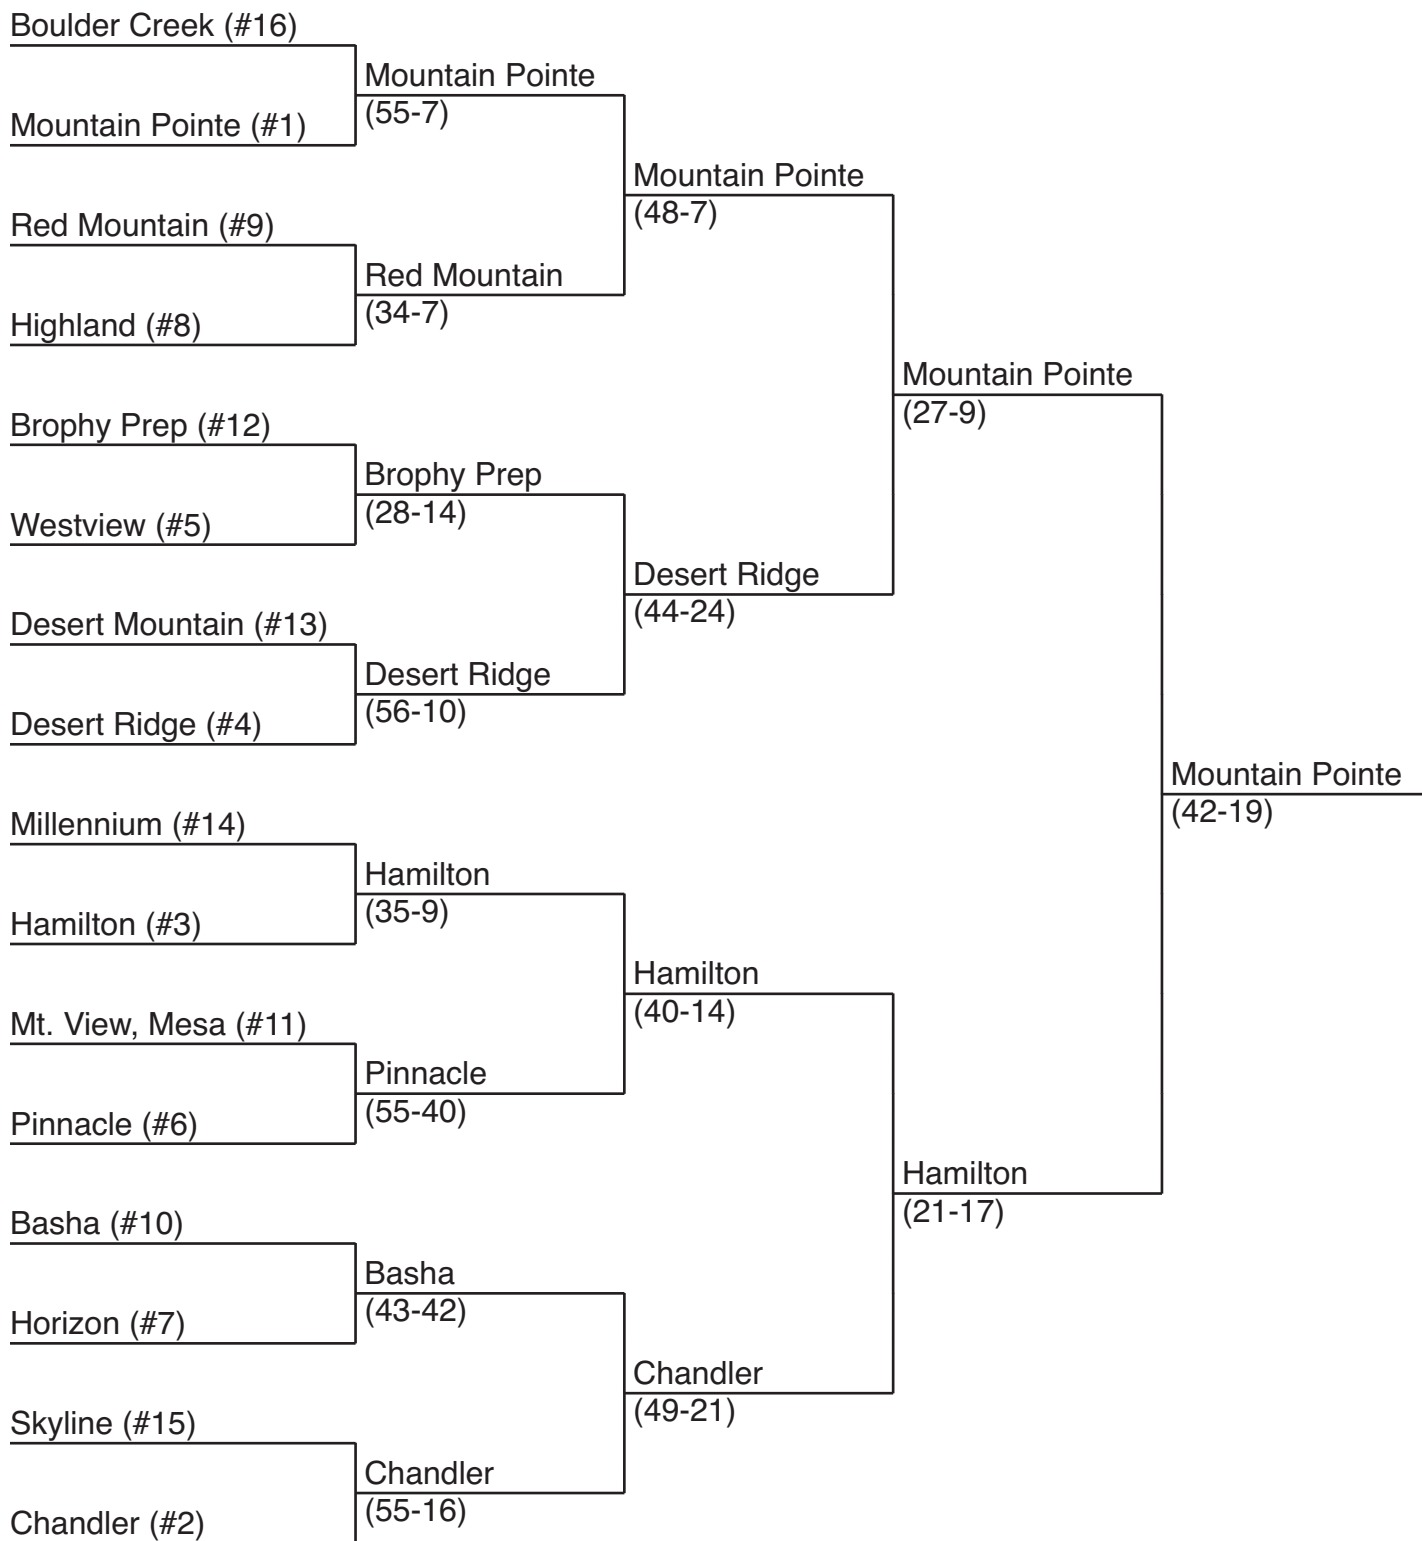 Boulder Creek (#16)
Mountain Pointe
(55-7)
Mountain Pointe (#1)
Mountain Pointe
(48-7)
Red Mountain (#9)
Red Mountain
(34-7)
Highland (#8)
Mountain Pointe
(27-9)
Brophy Prep (#12)
Brophy Prep
(28-14)
Westview (#5)
Desert Ridge
(44-24)
Desert Mountain (#13)
Desert Ridge
(56-10)
Desert Ridge (#4)
Mountain Pointe
(42-19)
Millennium (#14)
Hamilton
(35-9)
Hamilton (#3)
Hamilton
(40-14)
Mt. View, Mesa (#11)
Pinnacle
(55-40)
Pinnacle (#6)
Hamilton
(21-17)
Basha (#10)
Basha
(43-42)
Horizon (#7)
Chandler
(49-21)
Skyline (#15)
Chandler
(55-16)
Chandler (#2)